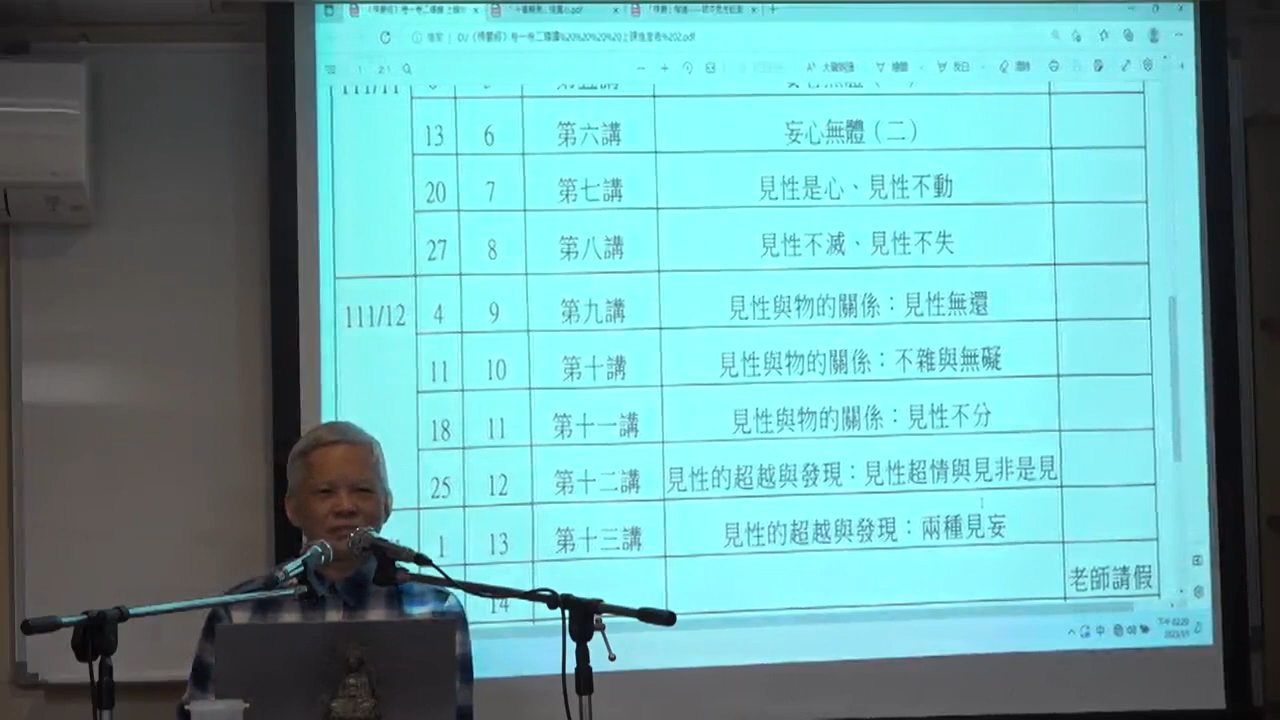 13 6 第六講 妄心無體（二）
20 7 第七講 見性是心、見性不動
27 8 第八講 見性不滅、見性不失
111/12 4 9 第九講 見性與物的關係：見性無還
11 10 第十講 見性與物的關係：不雜與無礙
18 11 第十一講 見性與物的關係：見性不分
25 12 第十二講 見性的超越與發現：見性超情與見非是見
1 13 第十三講 見性的超越與發現：兩種見妄
14 老師請假